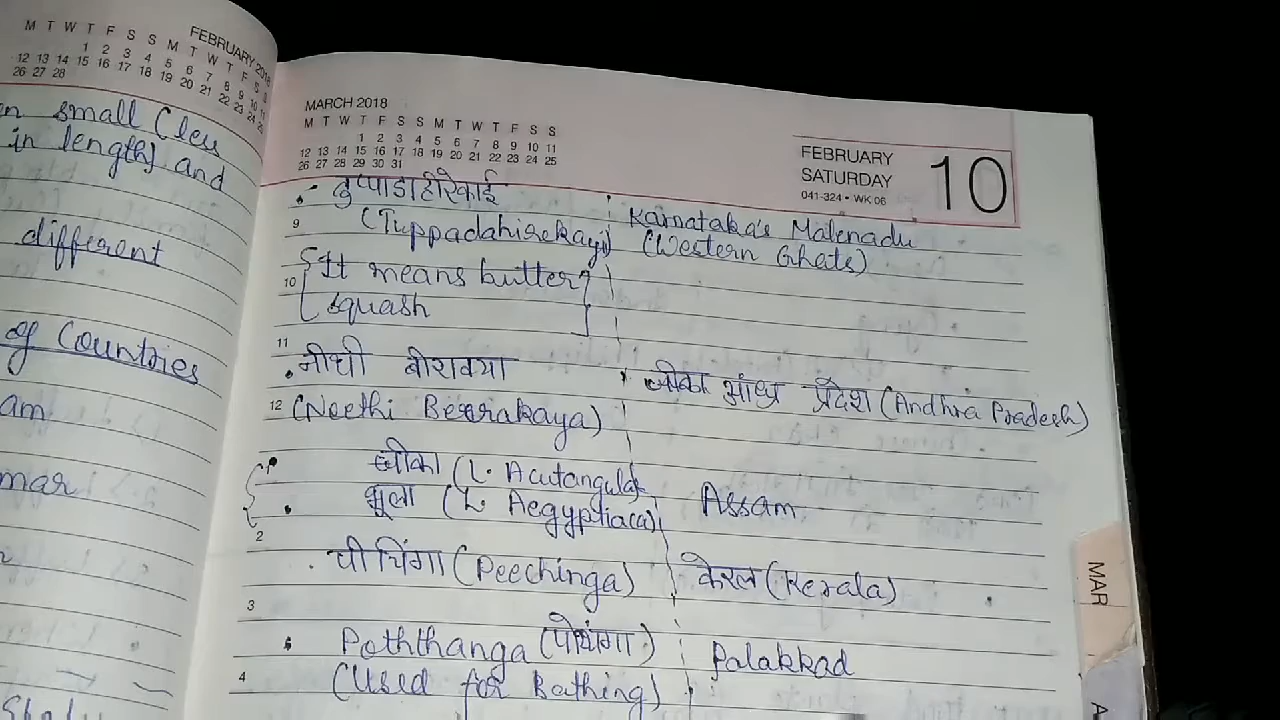 FEBRUARY 2018
M T W T F S S M T W T F S S
1 2 3 4 5 6 7 8 9 10 11
12 13 14 15 16 17 18 19 20 21 22 23 24 25
26 27 28
small (less
in length) and
different
of Countries
am
mar
MARCH 2018
M T W T F S S M T W T F S S
1 2 3 4 5 6 7 8 9 10 11
12 13 14 15 16 17 18 19 20 21 22 23 24 25
26 27 28 29 30 31
FEBRUARY
SATURDAY
041-324 • WK 06
10
तुप्पाडाहीरेकाई
9 (Tuppadahirekayi) Karnataka's Malenadu
(Western Ghats)
10 {It means butter
squash}
11
नीथी बीराक्या
आंध्र प्रदेश (Andhra Pradesh)
12 (Neethi Beerakaya)
जीका (L. Acutangula)
भूला (L. Aegyptiaca) Assam
2
पीचिंगा (Peechinga) केरल (Kerala)
3
Poththanga (पोथंगा) Palakkad
4 (Used for Bathing)
MAR
A